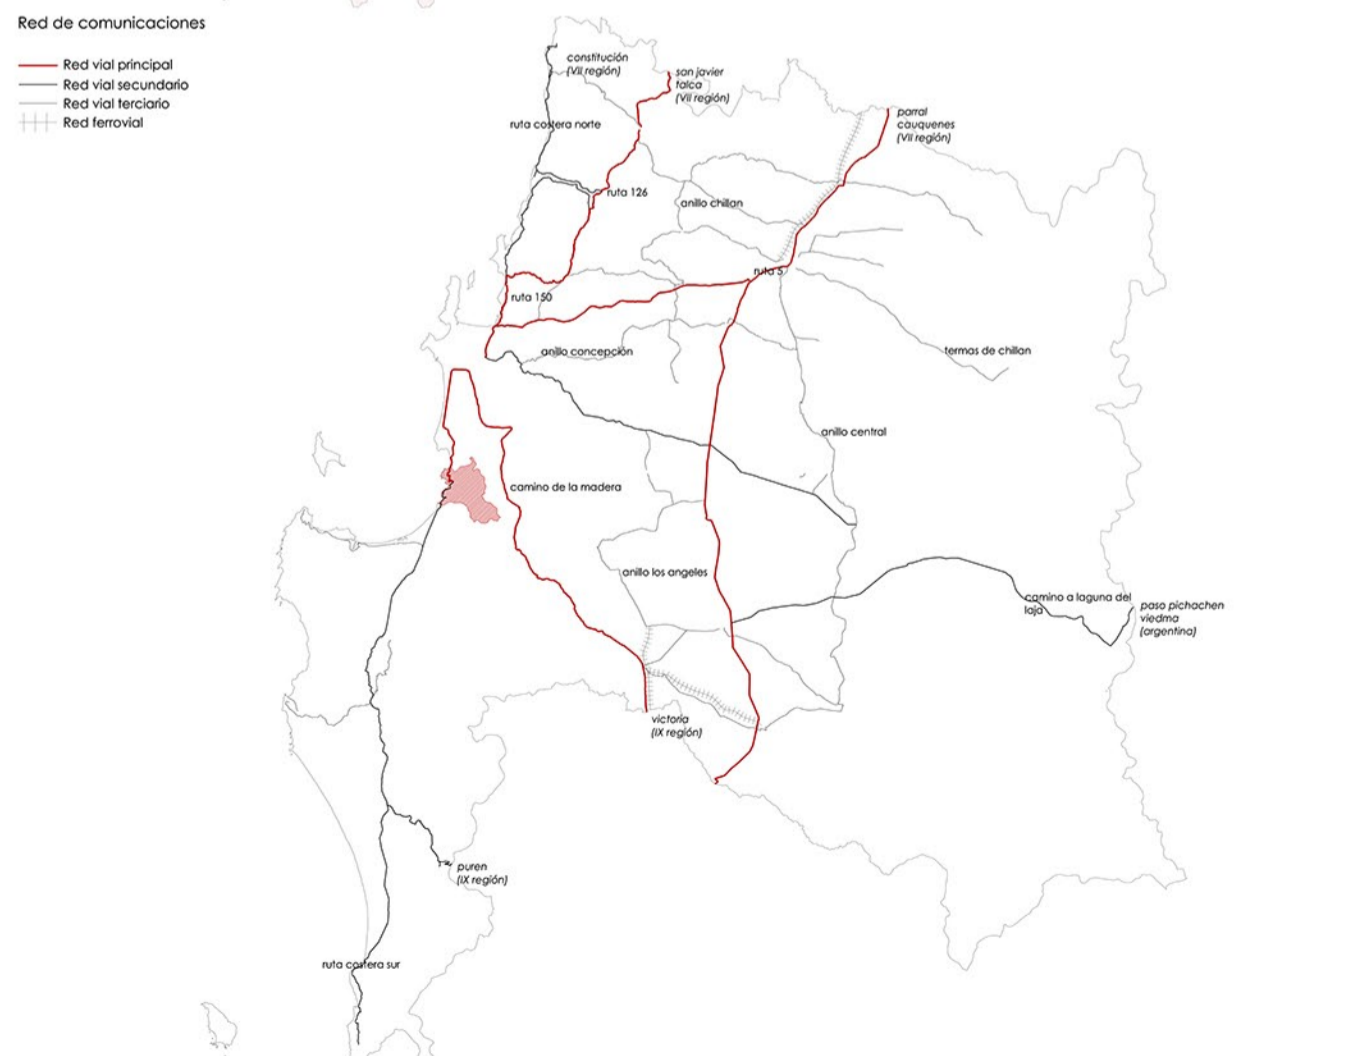 Red de comunicaciones
Red vial principal
Red vial secundario
Red vial terciario
Red ferrovial
constitución
(VII región)
san javier
talca
(VII región)
parral
cauquenes
(VII región)
ruta costera norte
ruta 126
anillo chillan
ruta 5
ruta 150
anillo concepción
termas de chillan
anillo central
camino de la madera
anillo los angeles
camino a laguna del
laja
paso pichachen
viedma
(argentina)
victoria
(IX región)
puren
(IX región)
ruta costera sur